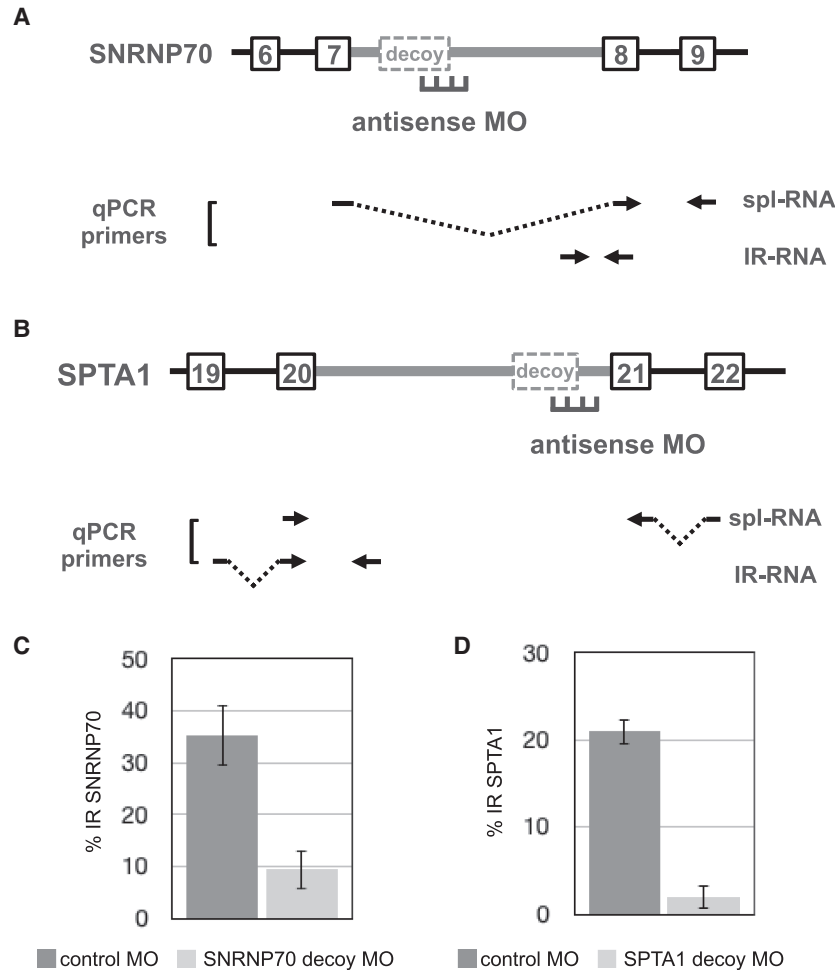 A
SNRNP70 6 7 decoy 8 9
antisense MO
qPCR primers
spl-RNA
IR-RNA
B
SPTA1 19 20 decoy 21 22
antisense MO
qPCR primers
spl-RNA
IR-RNA
C
% IR SNRNP70
50
40
30
20
10
0
control MO SNRNP70 decoy MO
D
% IR SPTA1
30
20
10
0
control MO SPTA1 decoy MO